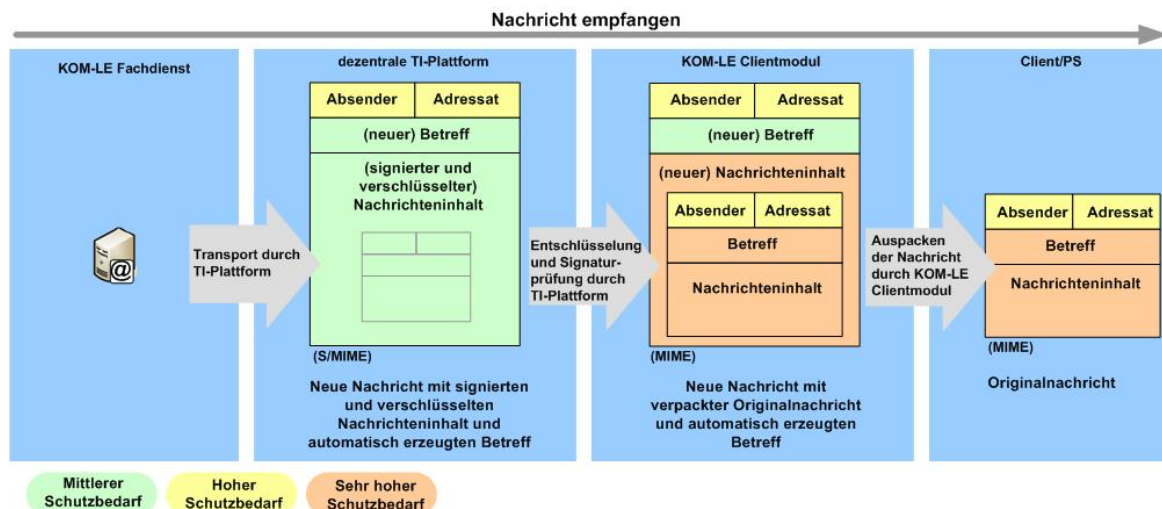 Nachricht empfangen
KOM-LE Fachdienst
@
Transport durch
TI-Plattform
dezentrale TI-Plattform
Absender
Adressat
(neuer) Betreff
(signierter und
verschlüsselter)
Nachrichteninhalt
(S/MIME)
Neue Nachricht mit signierten
und verschlüsselten
Nachrichteninhalt und
automatisch erzeugten Betreff
Entschlüsselung
und Signatur-
prüfung durch
TI-Plattform
KOM-LE Clientmodul
Absender
Adressat
(neuer) Betreff
(neuer) Nachrichteninhalt
Absender
Adressat
Betreff
Nachrichteninhalt
(MIME)
Neue Nachricht mit
verpackter Originalnachricht
und automatisch erzeugten
Betreff
Auspacken
der Nachricht
durch KOM-LE
Clientmodul
Client/PS
Absender
Adressat
Betreff
Nachrichteninhalt
(MIME)
Originalnachricht
Mittlerer
Schutzbedarf
Hoher
Schutzbedarf
Sehr hoher
Schutzbedarf